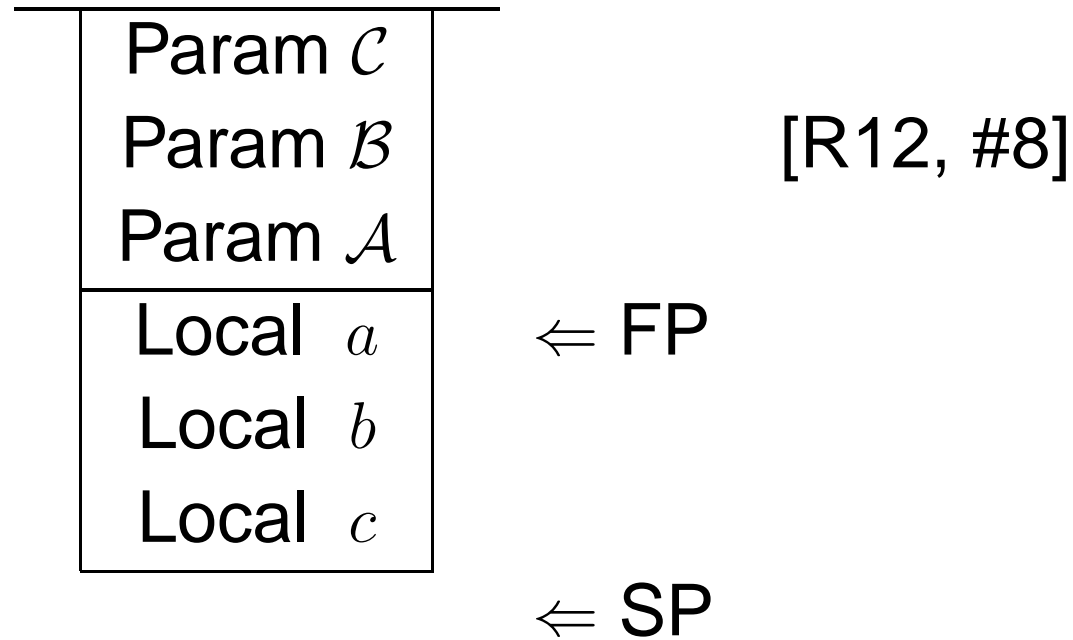 Param 𝒞
Param ℬ [R12, #8]
Param 𝒜
Local a ⇐ FP
Local b
Local c
⇐ SP